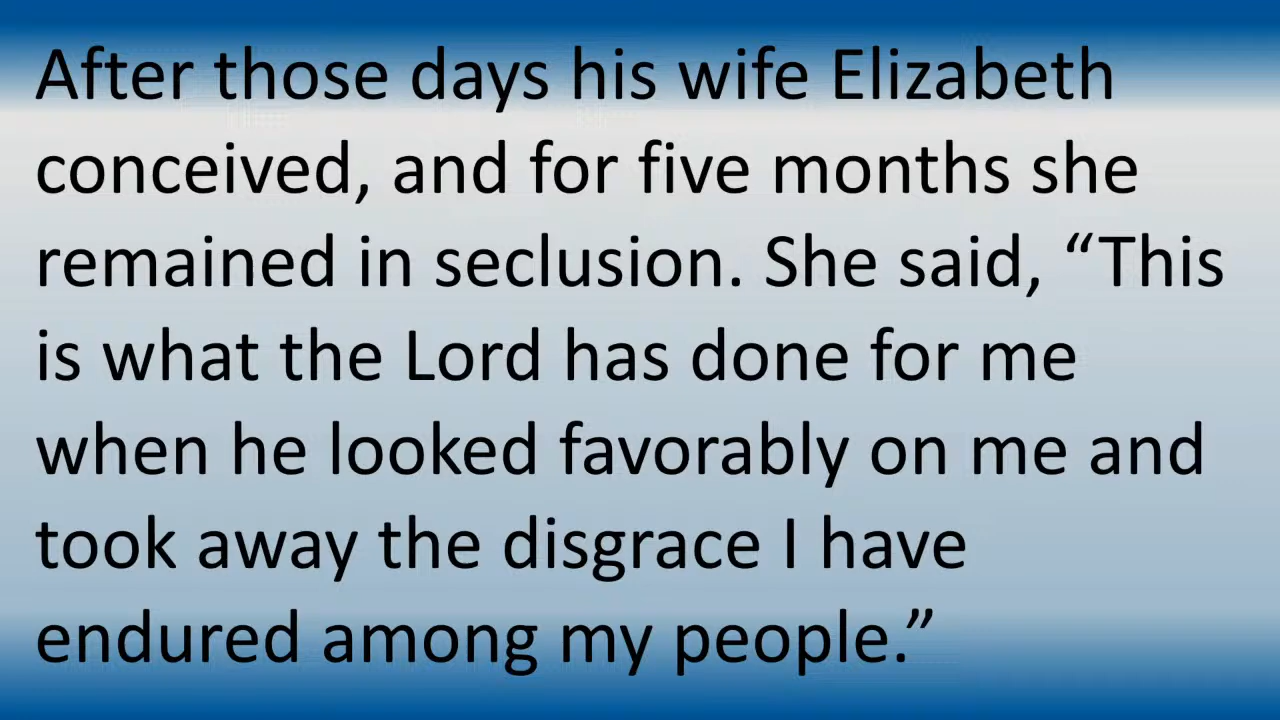 After those days his wife Elizabeth
conceived, and for five months she
remained in seclusion. She said, “This
is what the Lord has done for me
when he looked favorably on me and
took away the disgrace I have
endured among my people.”